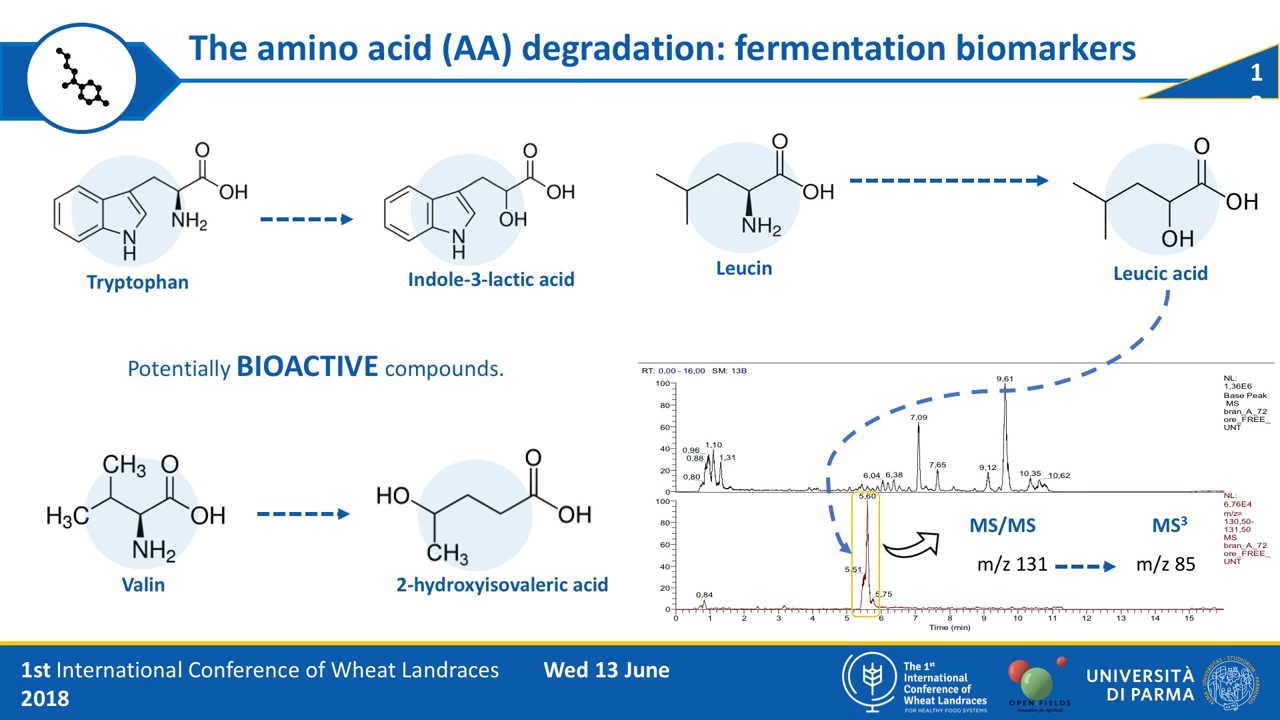 The amino acid (AA) degradation: fermentation biomarkers
1
O
OH
NH2
N
H
Tryptophan
O
OH
OH
N
H
Indole-3-lactic acid
O
OH
NH2
Leucin
O
OH
OH
Leucic acid
Potentially BIOACTIVE compounds.
CH3 O
H3C OH
NH2
Valin
O
HO
OH
CH3
2-hydroxyisovaleric acid
RT: 0,00 - 16,00 SM: 13B
100
80
60
40
20
0
0,80
0,88
0,96
1,10
1,31
6,04
6,38
7,09
7,65
9,12
9,61
10,35
10,62
NL:
1,36E6
Base Peak
MS
bran_A_72
ore_FREE_
UNT
100
80
60
40
20
0
0,84
5,51
5,60
5,75
NL:
6,76E4
m/z=
130,50-
131,50
MS
bran_A_72
ore_FREE_
UNT
0 1 2 3 4 5 6 7 8 9 10 11 12 13 14 15
Time (min)
MS/MS MS3
m/z 131 m/z 85
1st International Conference of Wheat Landraces Wed 13 June
2018
The 1st
International
Conference of
Wheat Landraces
FOR HEALTHY FOOD SYSTEMS
OPEN FIELDS
UNIVERSITÀ
DI PARMA